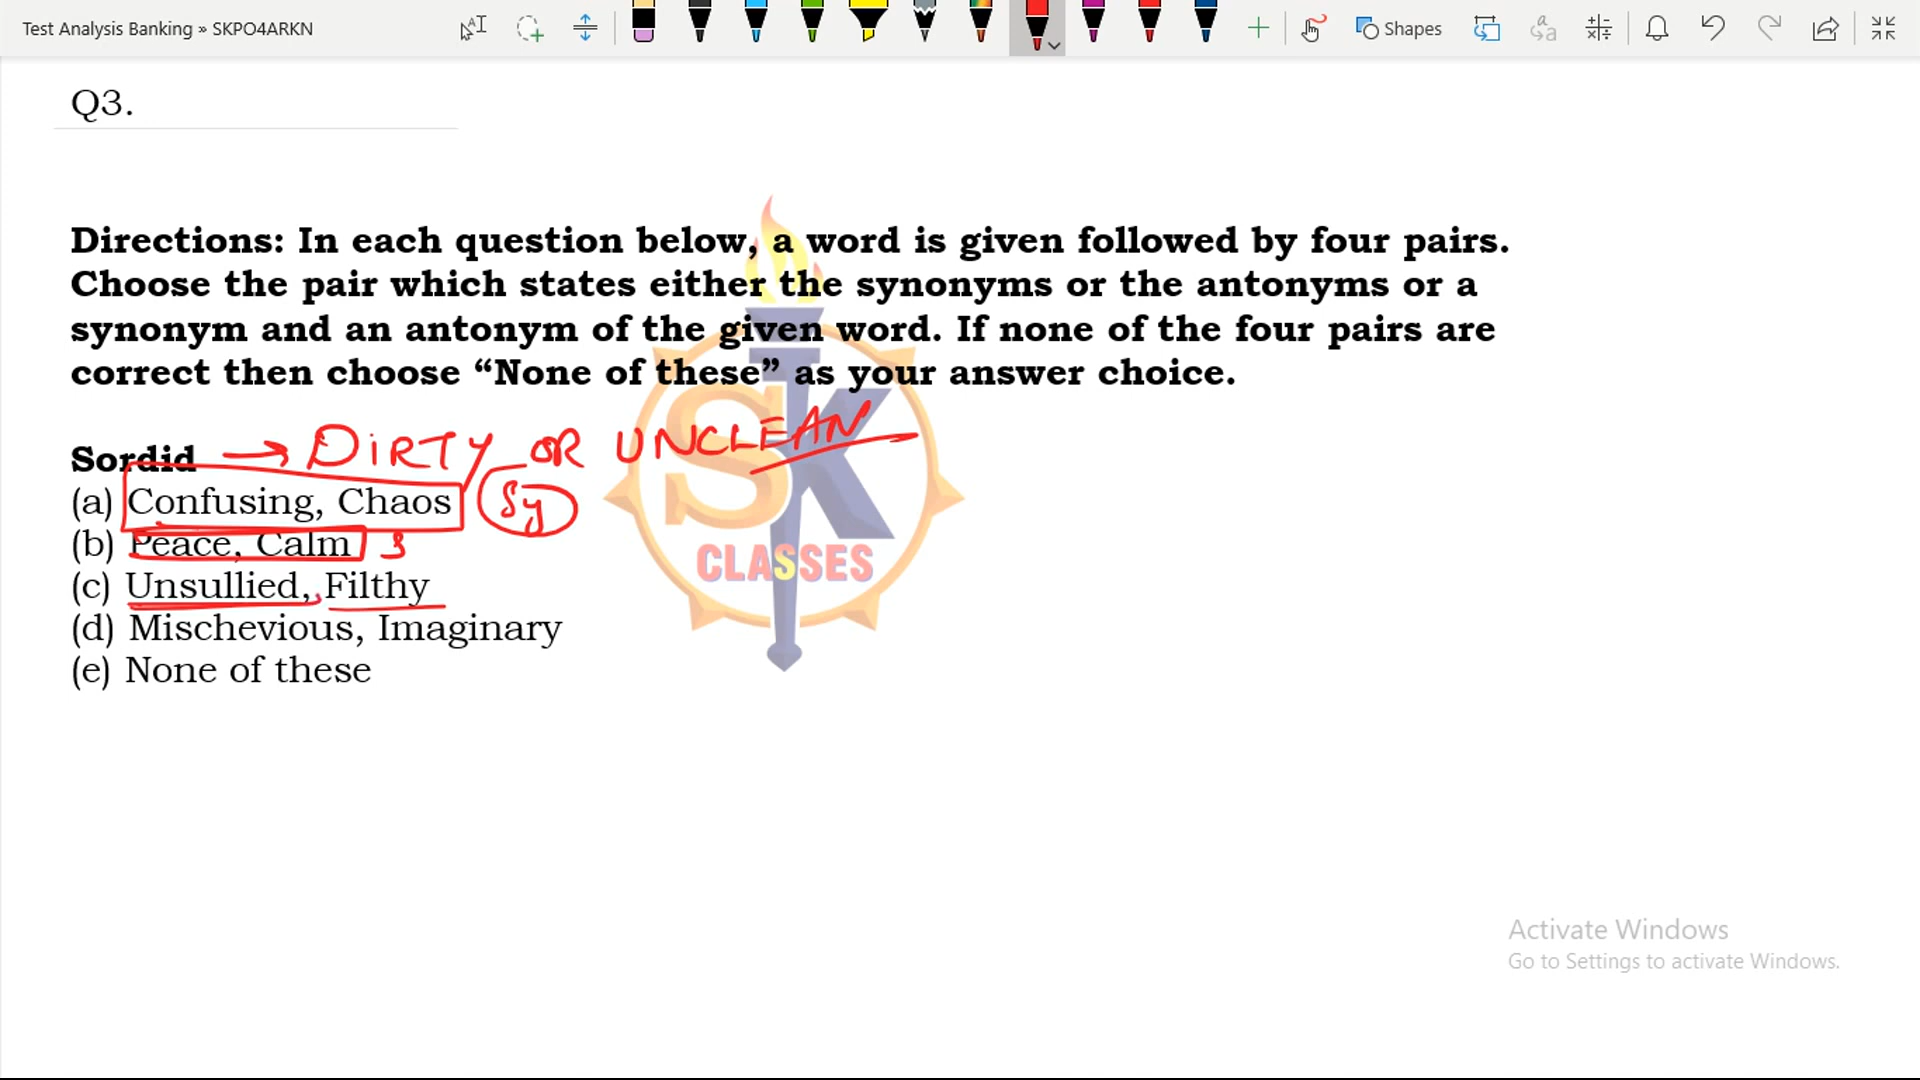 Test Analysis Banking » SKPO4ARKN
Shapes
Q3.
Directions: In each question below, a word is given followed by four pairs.
Choose the pair which states either the synonyms or the antonyms or a
synonym and an antonym of the given word. If none of the four pairs are
correct then choose “None of these” as your answer choice.
Sordid → DIRTY OR UNCLEAN
(a) Confusing, Chaos Sy
(b) Peace, Calm
(c) Unsullied, Filthy
(d) Mischevious, Imaginary
(e) None of these
SK
CLASSES
Activate Windows
Go to Settings to activate Windows.